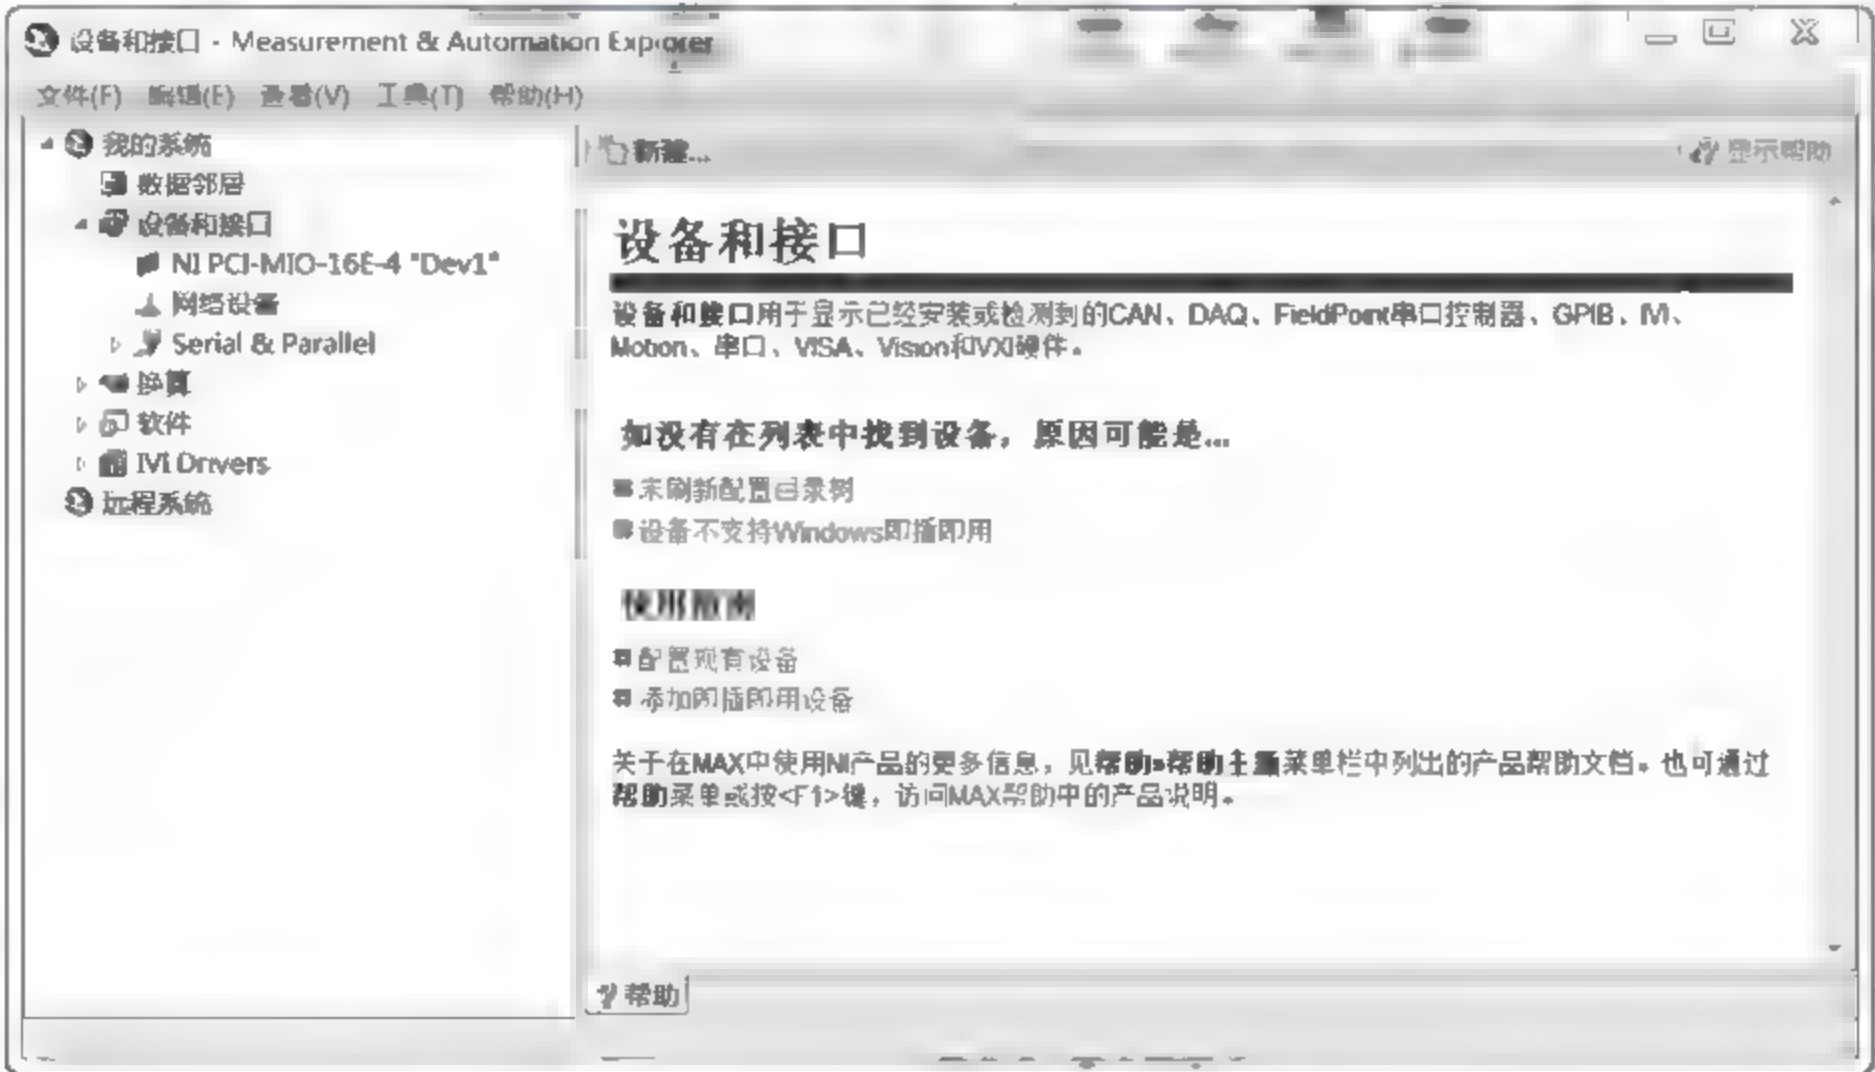 设备和接口 - Measurement & Automation Explorer
文件(F) 编辑(E) 查看(V) 工具(T) 帮助(H)
我的系统
数据邻居
设备和接口
NI PCI-MIO-16E-4 "Dev1"
网络设备
Serial & Parallel
换算
软件
IVI Drivers
远程系统
新建...
显示帮助
设备和接口
设备和接口用于显示已经安装或检测到的CAN、DAQ、FieldPoint串口控制器、GPIB、IVI、
Motion、串口、VISA、Vision和VXI硬件。
如没有在列表中找到设备，原因可能是...
未刷新配置目录树
设备不支持Windows即插即用
使用指南
配置现有设备
添加即插即用设备
关于在MAX中使用NI产品的更多信息，见帮助»帮助主题菜单栏中列出的产品帮助文档。也可通过
帮助菜单或按<F1>键，访问MAX帮助中的产品说明。
帮助